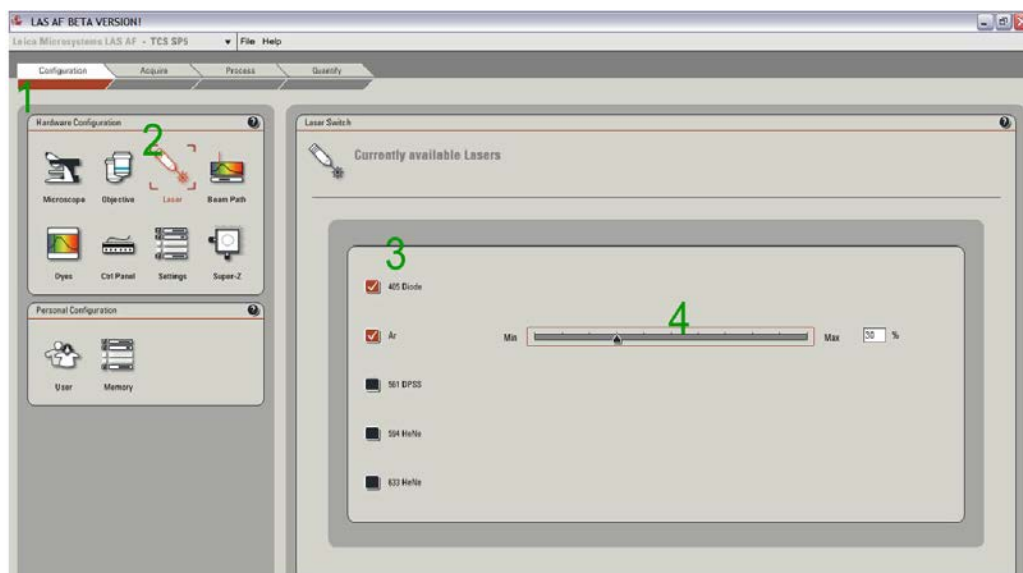 LAS AF BETA VERSION!
Leica Microsystems LAS AF - TCS SP5 File Help
Configuration Acquire Process Quantify
1
Hardware Configuration
2
Microscope Objective Laser Beam Path
Dyes Ctrl Panel Settings Super-Z
Personal Configuration
User Memory
Laser Switch
Currently available Lasers
3
405 Diode
4
Ar Min Max 30 %
561 DPSS
594 HeNe
633 HeNe